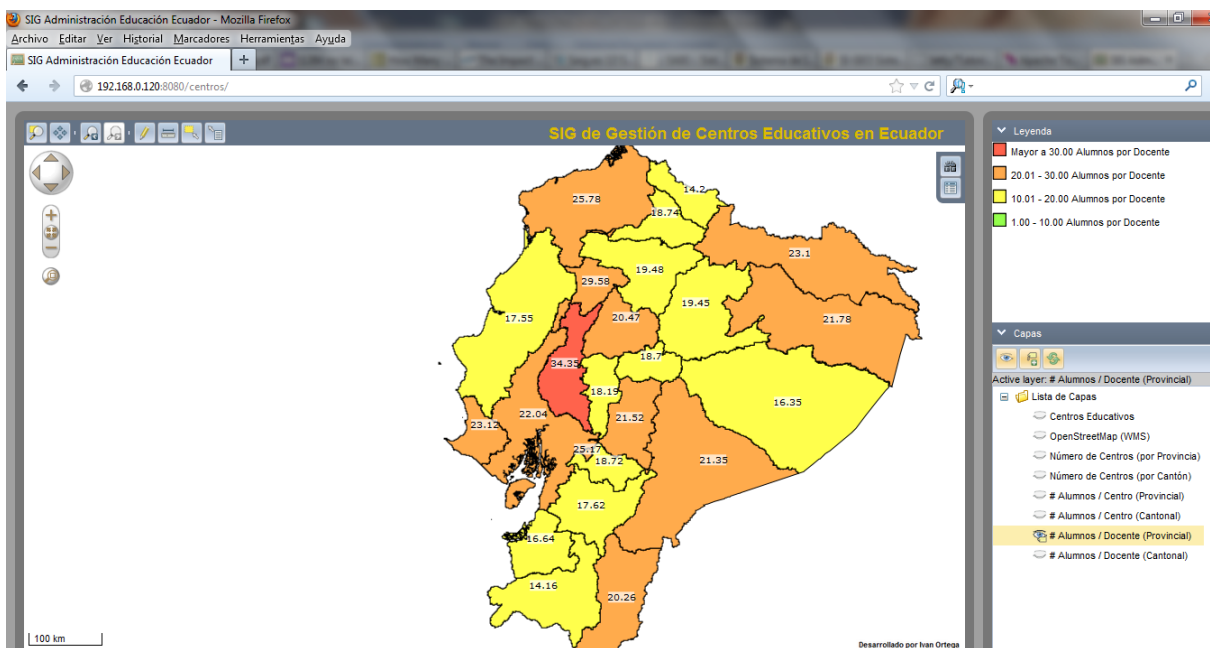 SIG Administración Educación Ecuador - Mozilla Firefox
Archivo Editar Ver Historial Marcadores Herramientas Ayuda
SIG Administración Educación Ecuador +
192.168.0.120:8080/centros/
SIG de Gestión de Centros Educativos en Ecuador
25.78
14.2
18.74
23.1
19.48
29.58
19.45
17.55
20.47
21.78
34.35
18.7
18.19
16.35
22.04
21.52
23.12
25.17
18.72
21.35
17.62
16.64
14.16
20.26
100 km
Desarrollado por Ivan Ortega
Leyenda
Mayor a 30.00 Alumnos por Docente
20.01 - 30.00 Alumnos por Docente
10.01 - 20.00 Alumnos por Docente
1.00 - 10.00 Alumnos por Docente
Capas
Active layer: # Alumnos / Docente (Provincial)
Lista de Capas
Centros Educativos
OpenStreetMap (WMS)
Número de Centros (por Provincia)
Número de Centros (por Cantón)
# Alumnos / Centro (Provincial)
# Alumnos / Centro (Cantonal)
# Alumnos / Docente (Provincial)
# Alumnos / Docente (Cantonal)